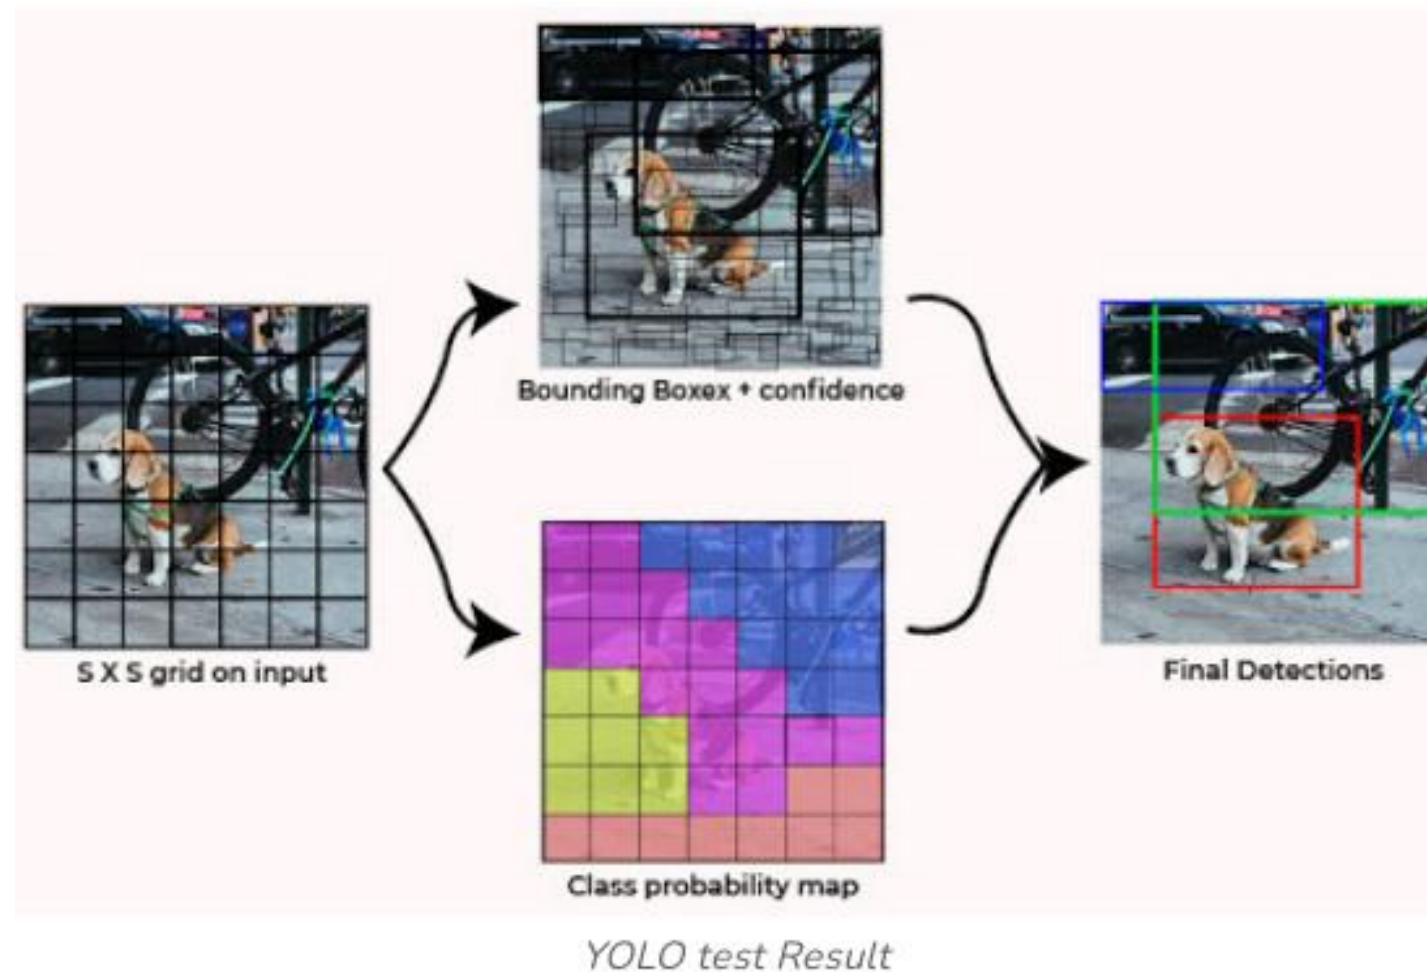 Bounding Boxex + confidence
S X S grid on input
Final Detections
Class probability map
YOLO test Result